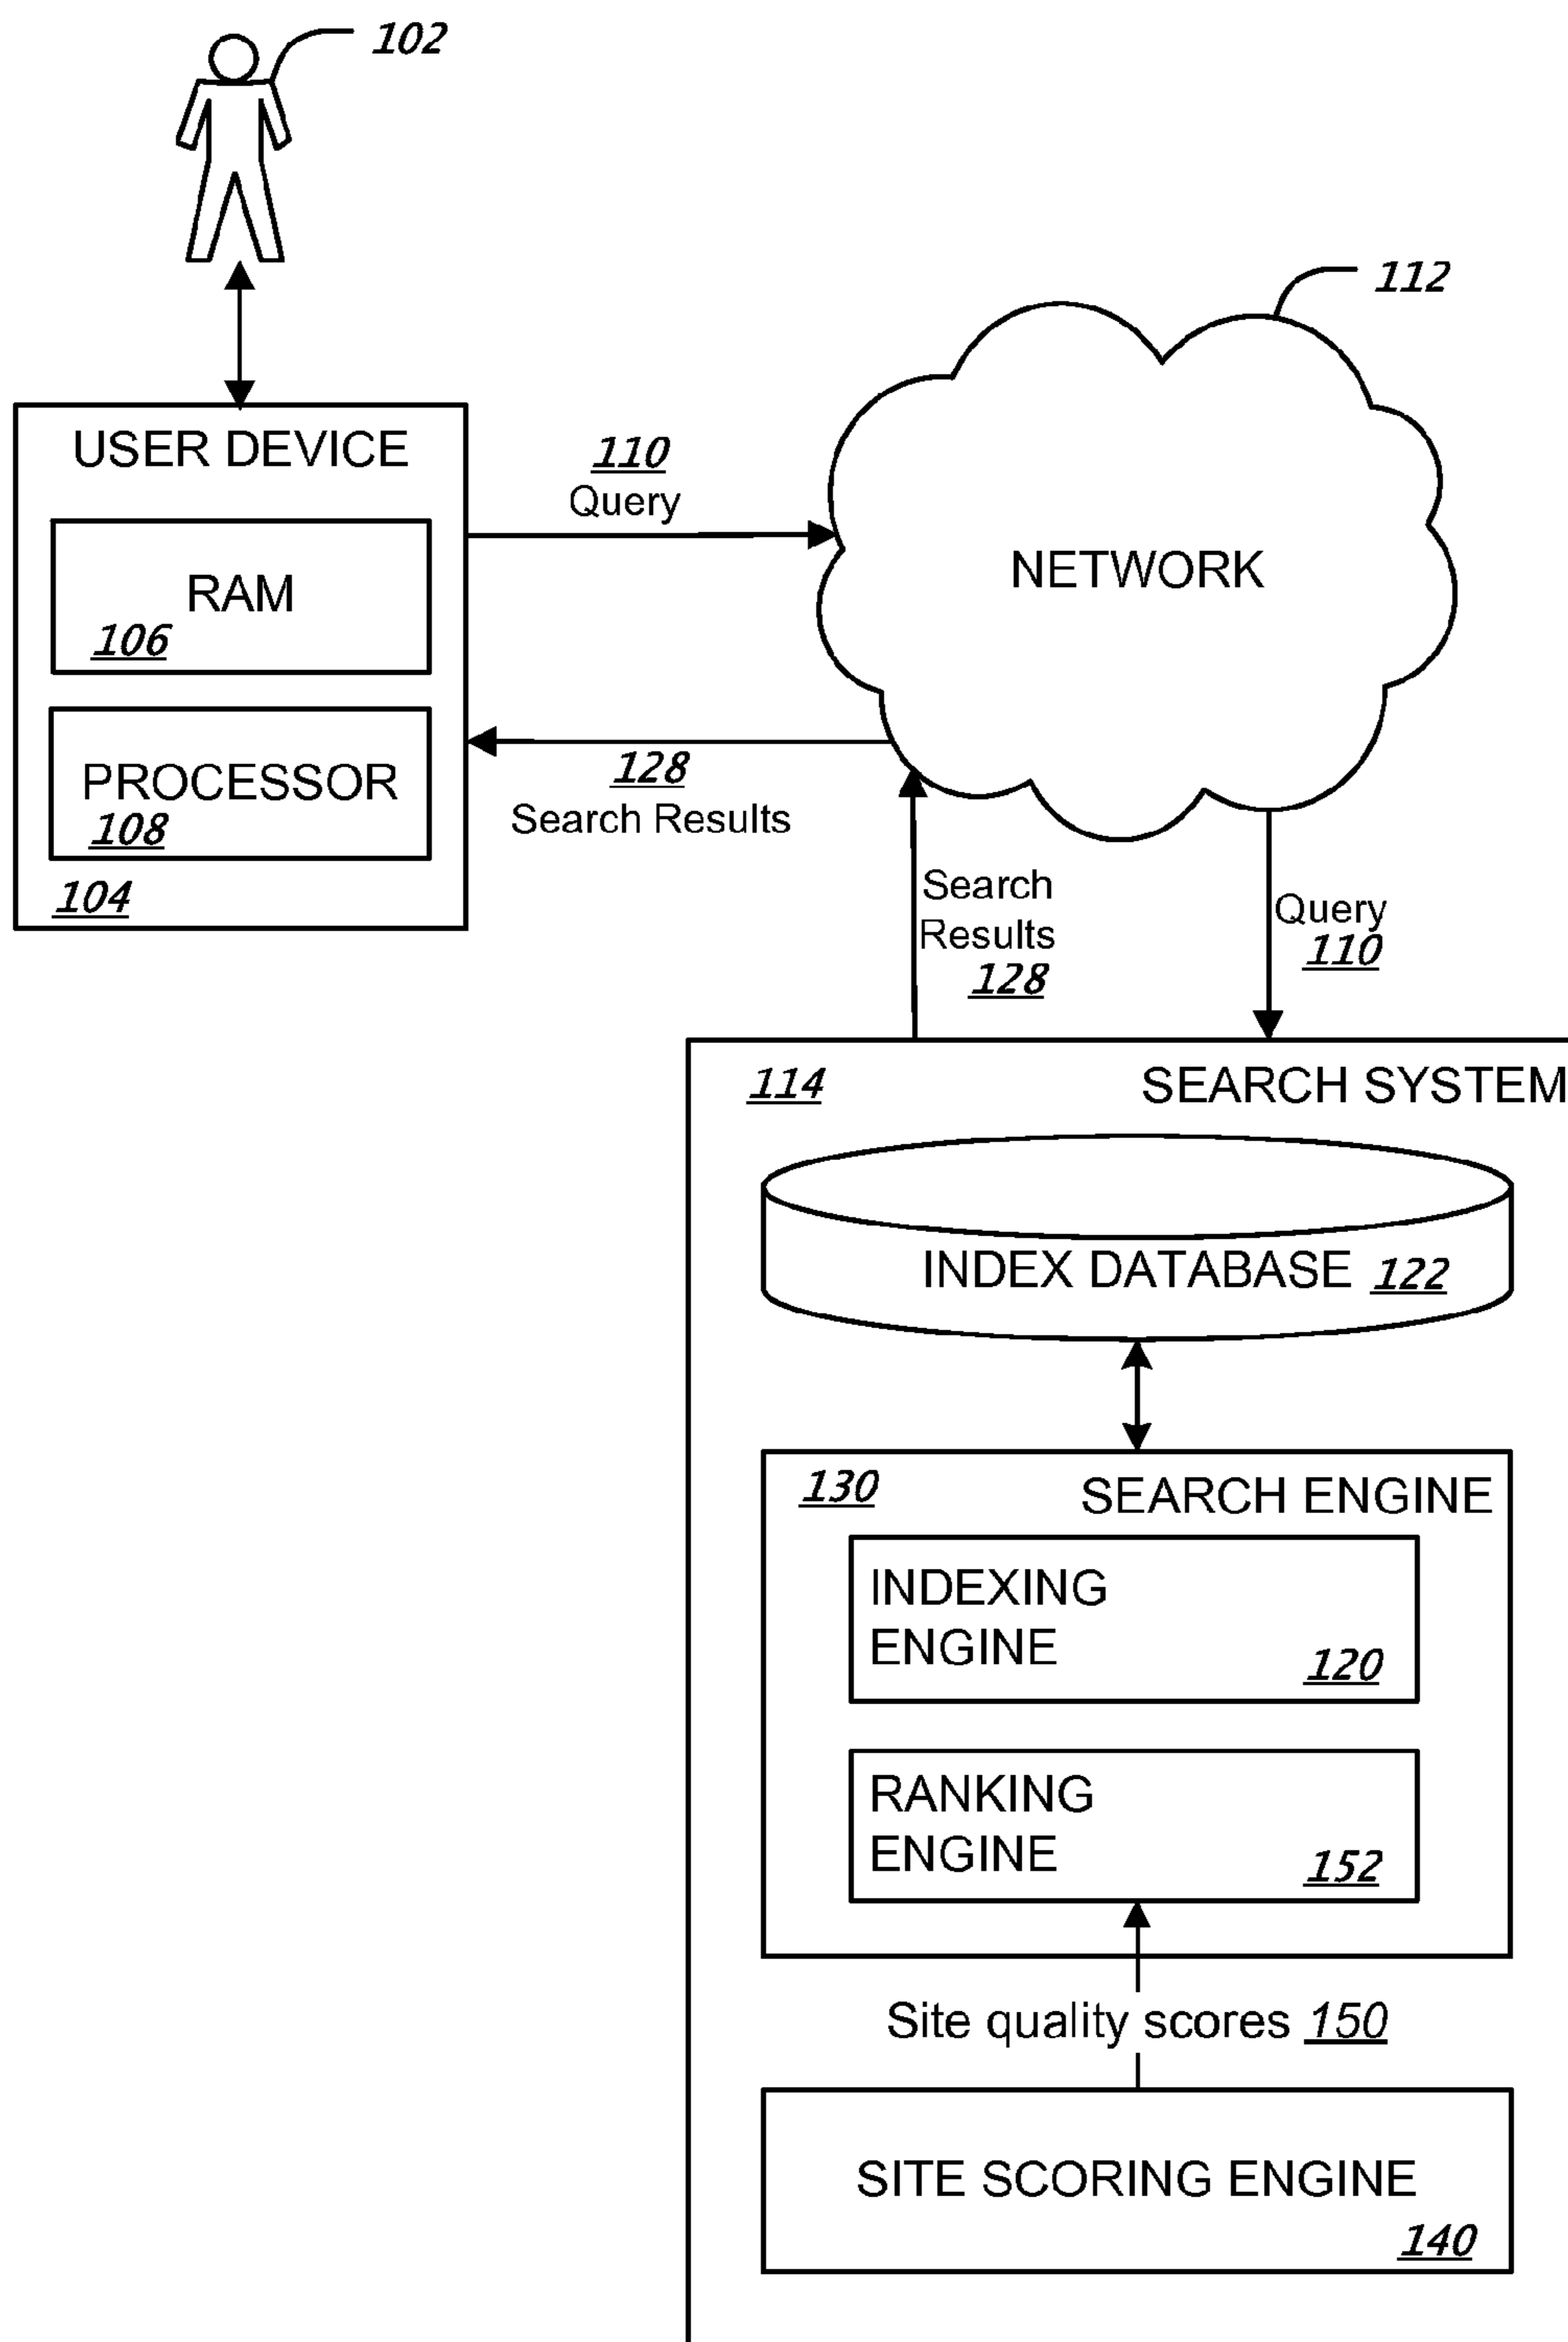 102
112
USER DEVICE
110
Query
RAM
106
NETWORK
PROCESSOR
108
104
128
Search Results
Search
Results
128
Query
110
114
SEARCH SYSTEM
INDEX DATABASE 122
130
SEARCH ENGINE
INDEXING
ENGINE
120
RANKING
ENGINE
152
Site quality scores 150
SITE SCORING ENGINE
140